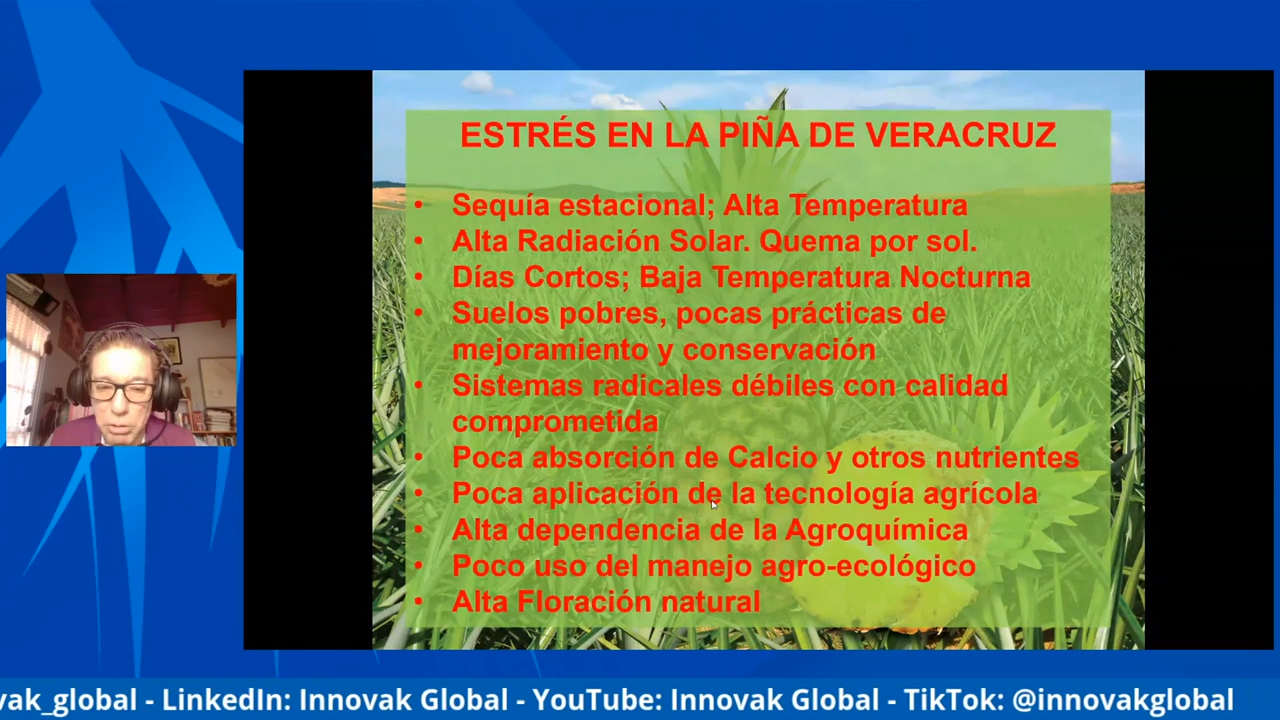 ESTRÉS EN LA PIÑA DE VERACRUZ
• Sequía estacional; Alta Temperatura
• Alta Radiación Solar. Quema por sol.
• Días Cortos; Baja Temperatura Nocturna
• Suelos pobres, pocas prácticas de
mejoramiento y conservación
• Sistemas radicales débiles con calidad
comprometida
• Poca absorción de Calcio y otros nutrientes
• Poca aplicación de la tecnología agrícola
• Alta dependencia de la Agroquímica
• Poco uso del manejo agro-ecológico
• Alta Floración natural
vak_global - LinkedIn: Innovak Global - YouTube: Innovak Global - TikTok: @innovakglobal